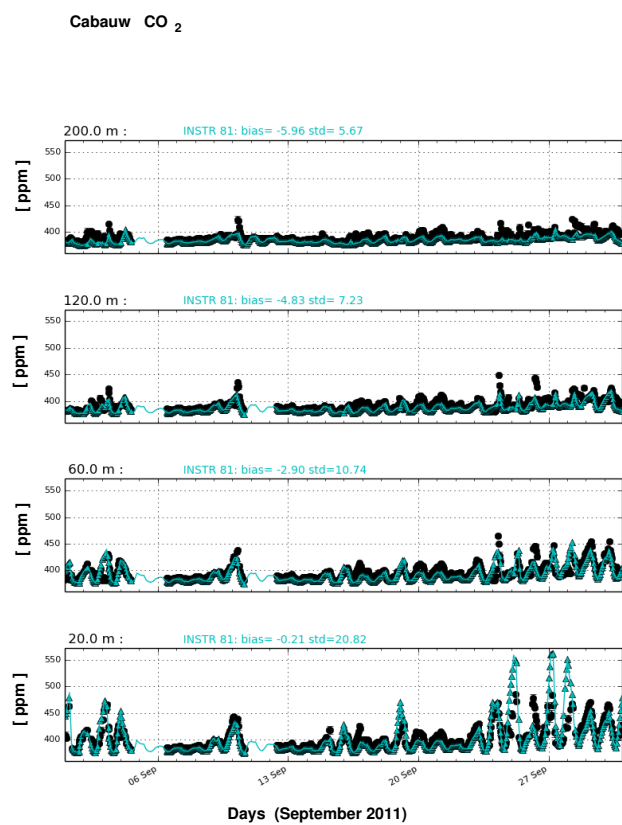 Cabauw CO 2
200.0 m : INSTR 81: bias= -5.96 std= 5.67
550
500
450
400
[ ppm ]
120.0 m : INSTR 81: bias= -4.83 std= 7.23
550
500
450
400
[ ppm ]
60.0 m : INSTR 81: bias= -2.90 std=10.74
550
500
450
400
[ ppm ]
20.0 m : INSTR 81: bias= -0.21 std=20.82
550
500
450
400
[ ppm ]
06 Sep 13 Sep 20 Sep 27 Sep
Days (September 2011)